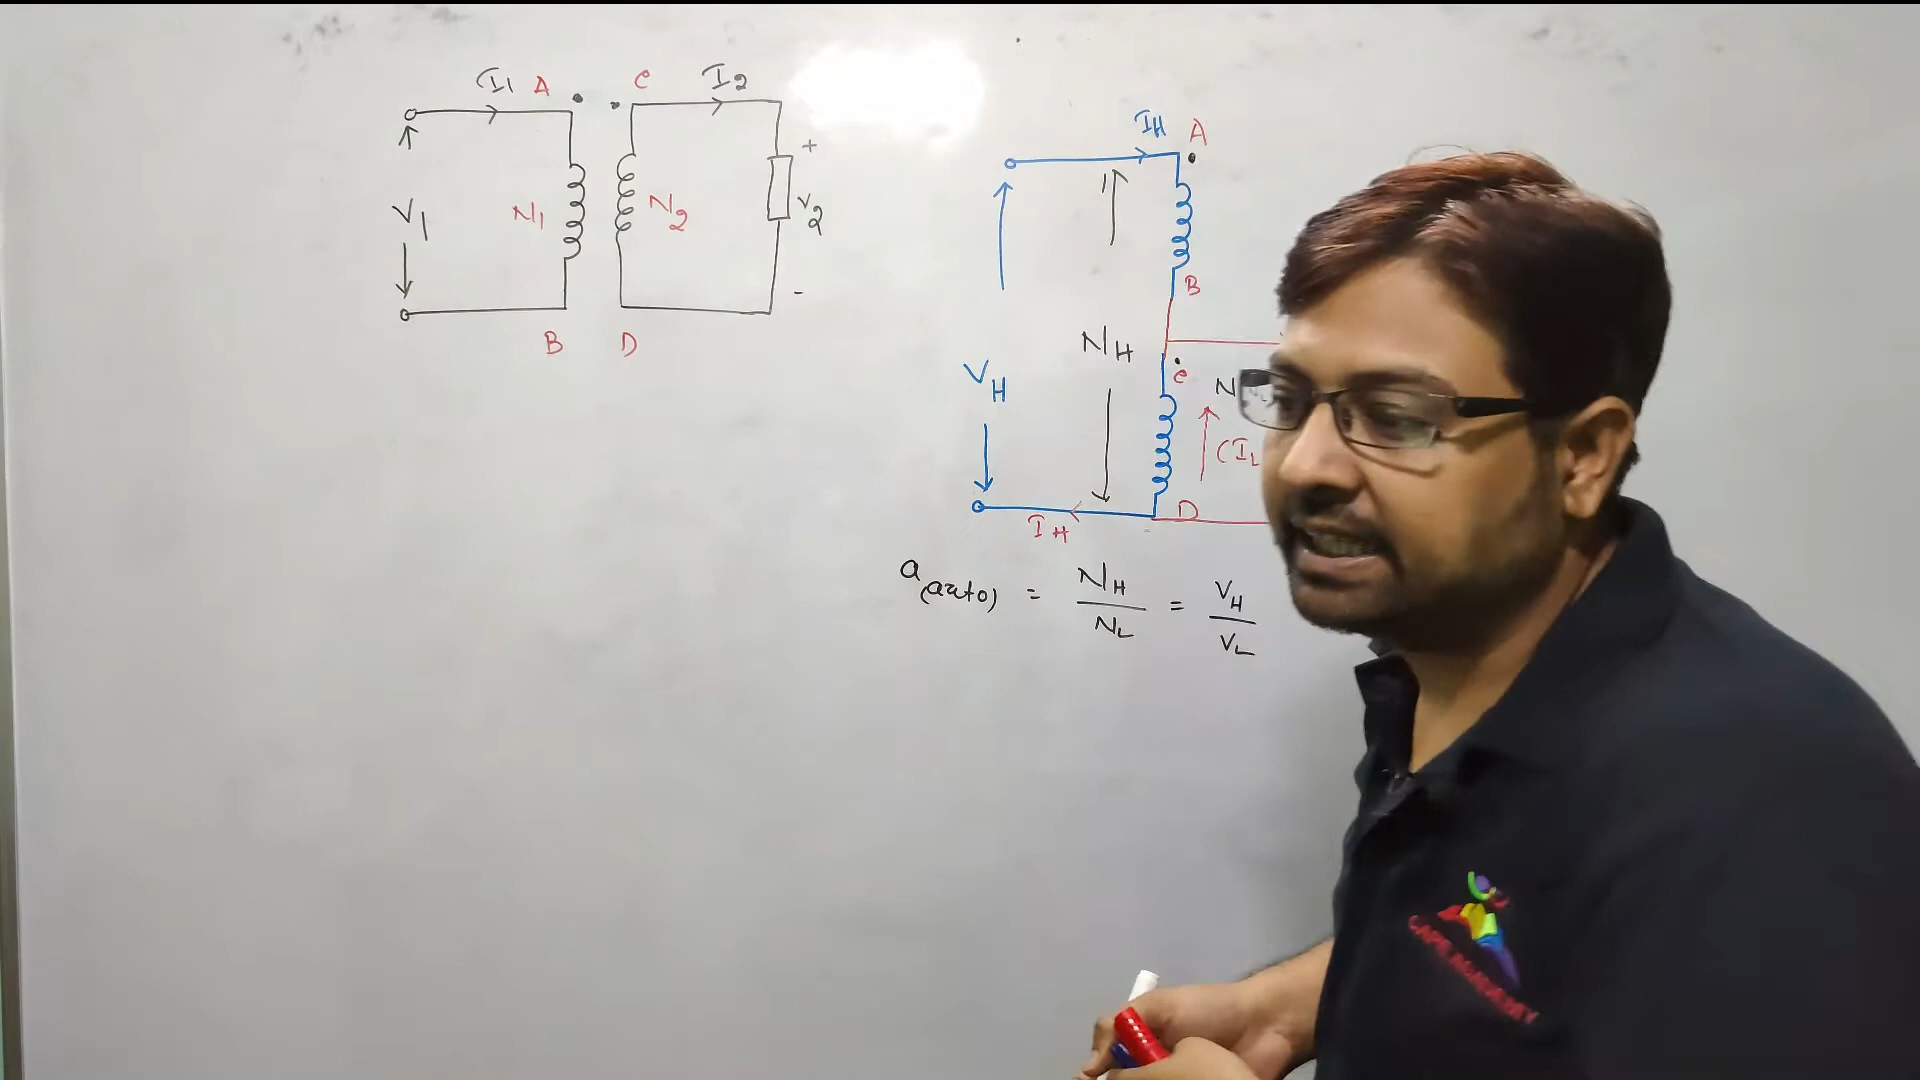 I1 A
C I2
+
V1
N1
N2
V2
-
B D
IH A
B
NH
VH
C
N
(IL
D
IH
a(auto) = NH/NL = VH/VL